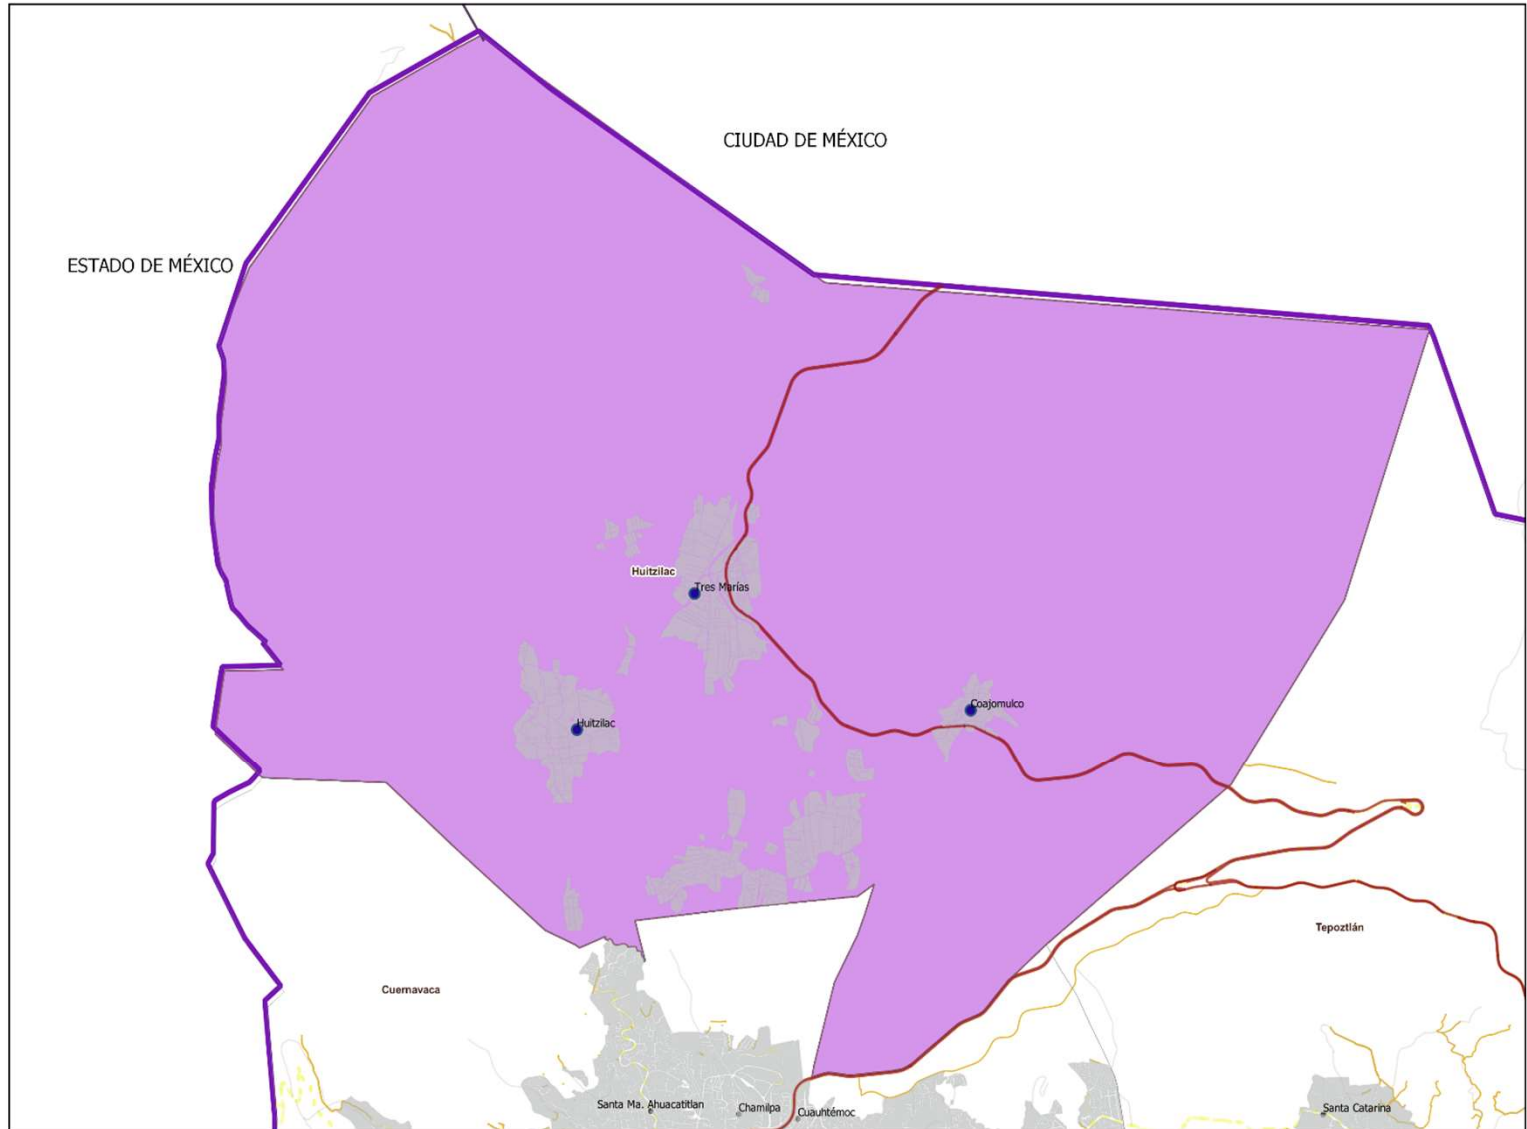 CIUDAD DE MÉXICO
ESTADO DE MÉXICO
Huitzilac
Tres Marías
Coajomulco
Huitzilac
Tepoztlán
Cuernavaca
Santa Ma. Ahuacatitlan
Chamilpa
Cuauhtémoc
Santa Catarina